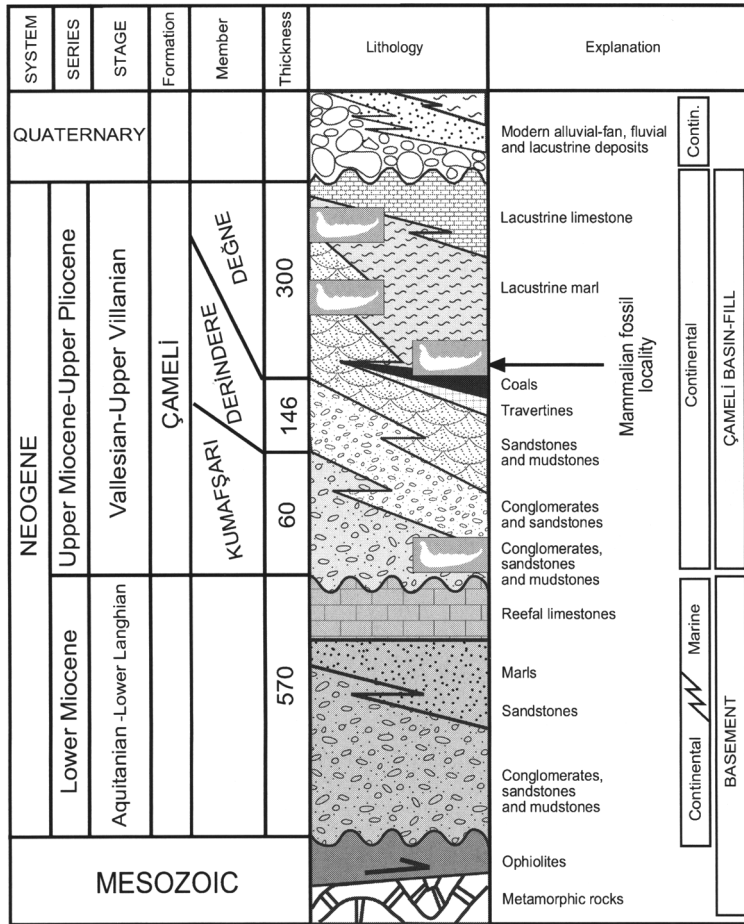 SYSTEM
SERIES
STAGE
Formation
Member
Thickness
Lithology
Explanation
QUATERNARY
Modern alluvial-fan, fluvial
and lacustrine deposits
Contin.
NEOGENE
Upper Miocene-Upper Pliocene
Vallesian-Upper Villanian
ÇAMELİ
DEĞNE
DERİNDERE
KUMAFŞARI
300
146
60
Lacustrine limestone
Lacustrine marl
Mammalian fossil
locality
Coals
Travertines
Sandstones
and mudstones
Conglomerates
and sandstones
Conglomerates,
sandstones
and mudstones
Continental
ÇAMELİ BASIN-FILL
Lower Miocene
Aquitanian -Lower Langhian
570
Reefal limestones
Marls
Sandstones
Conglomerates,
sandstones
and mudstones
Marine
Continental
BASEMENT
MESOZOIC
Ophiolites
Metamorphic rocks